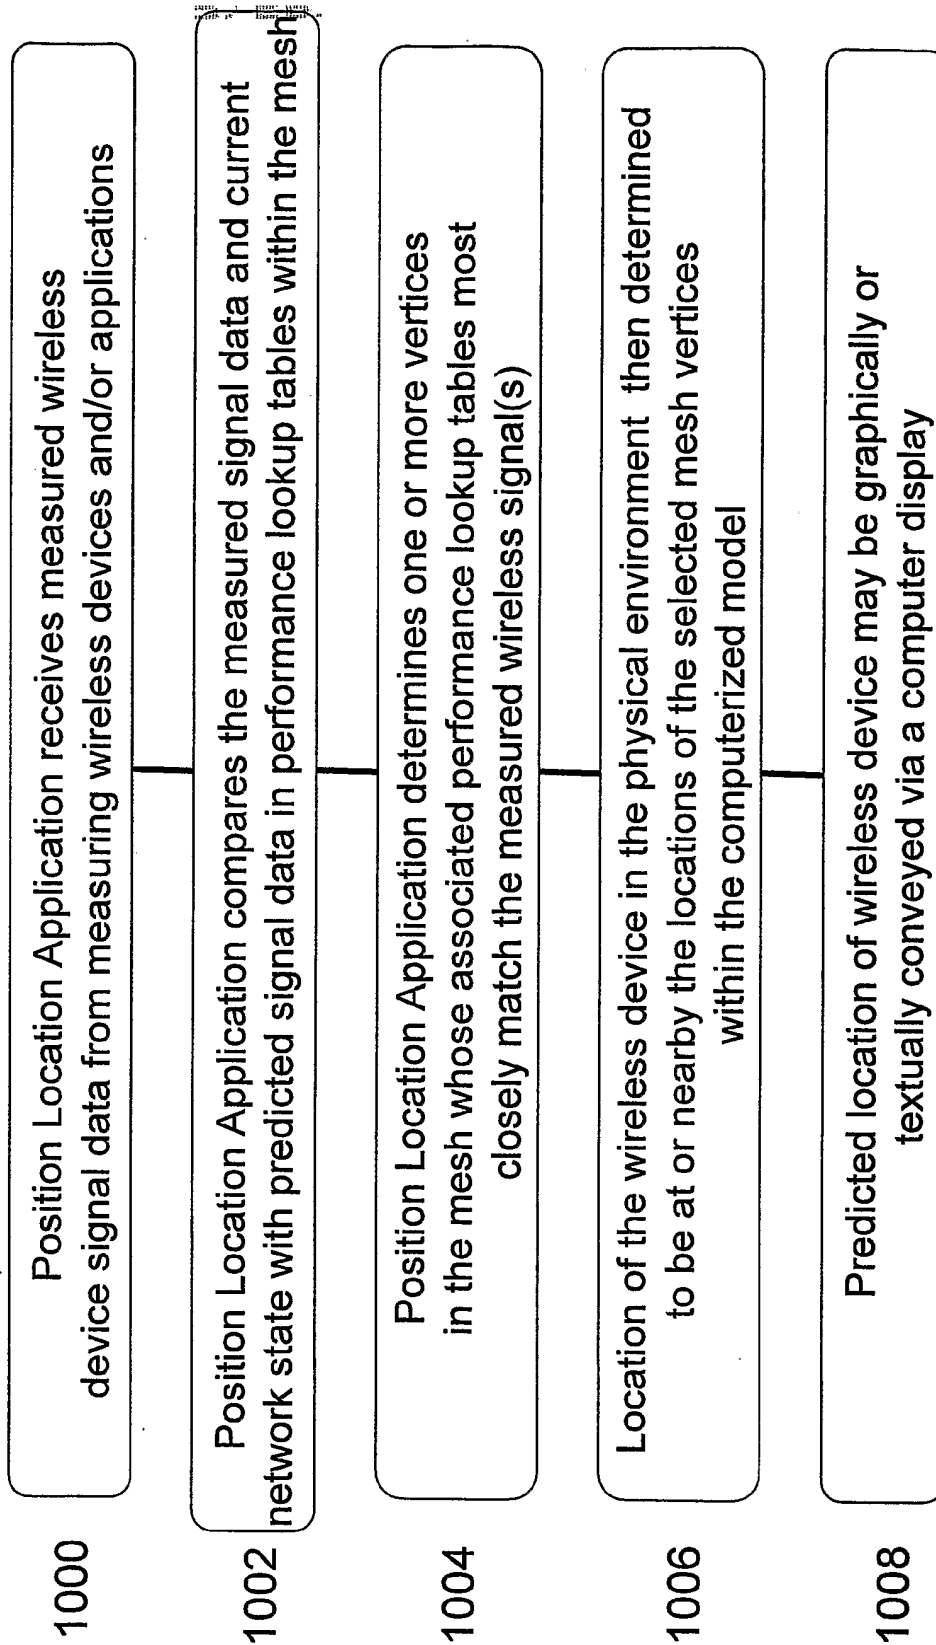 1000
Position Location Application receives measured wireless
device signal data from measuring wireless devices and/or applications
1002
Position Location Application compares the measured signal data and current
network state with predicted signal data in performance lookup tables within the mesh
1004
Position Location Application determines one or more vertices
in the mesh whose associated performance lookup tables most
closely match the measured wireless signal(s)
1006
Location of the wireless device in the physical environment then determined
to be at or nearby the locations of the selected mesh vertices
within the computerized model
1008
Predicted location of wireless device may be graphically or
textually conveyed via a computer display